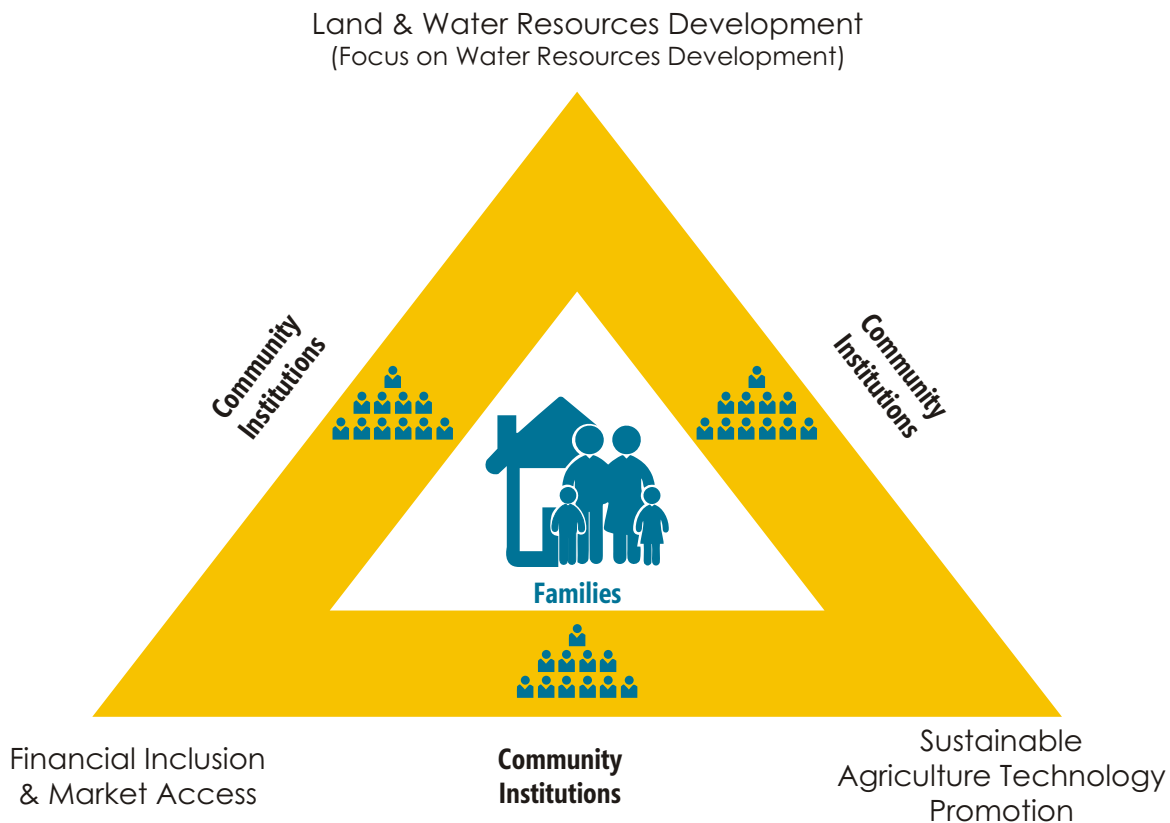 Land & Water Resources Development
(Focus on Water Resources Development)
Community
Institutions
Community
Institutions
Families
Financial Inclusion
& Market Access
Community
Institutions
Sustainable
Agriculture Technology
Promotion